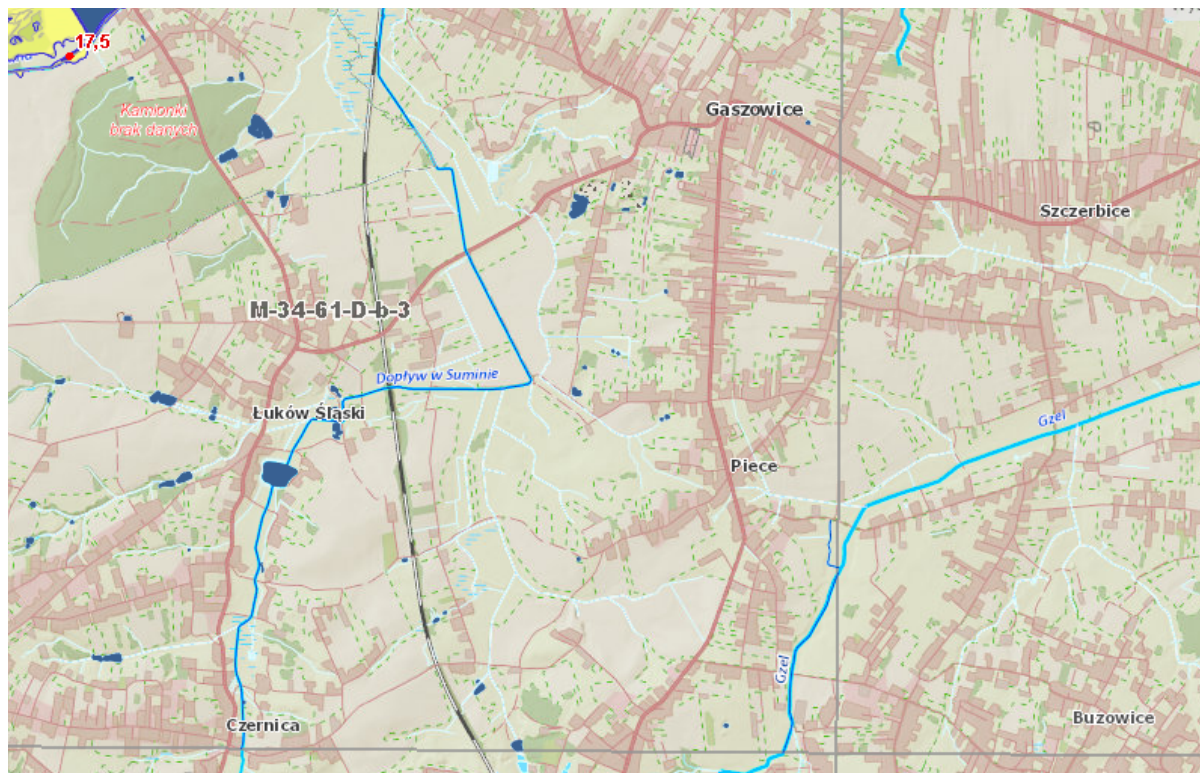 17,5
Kamionki
brak danych
Gaszowice
Szczerbice
M-34-61-D-b-3
Dopływ w Suminie
Łuków Śląski
Gzel
Piece
Gzel
Czernica
Buzowice